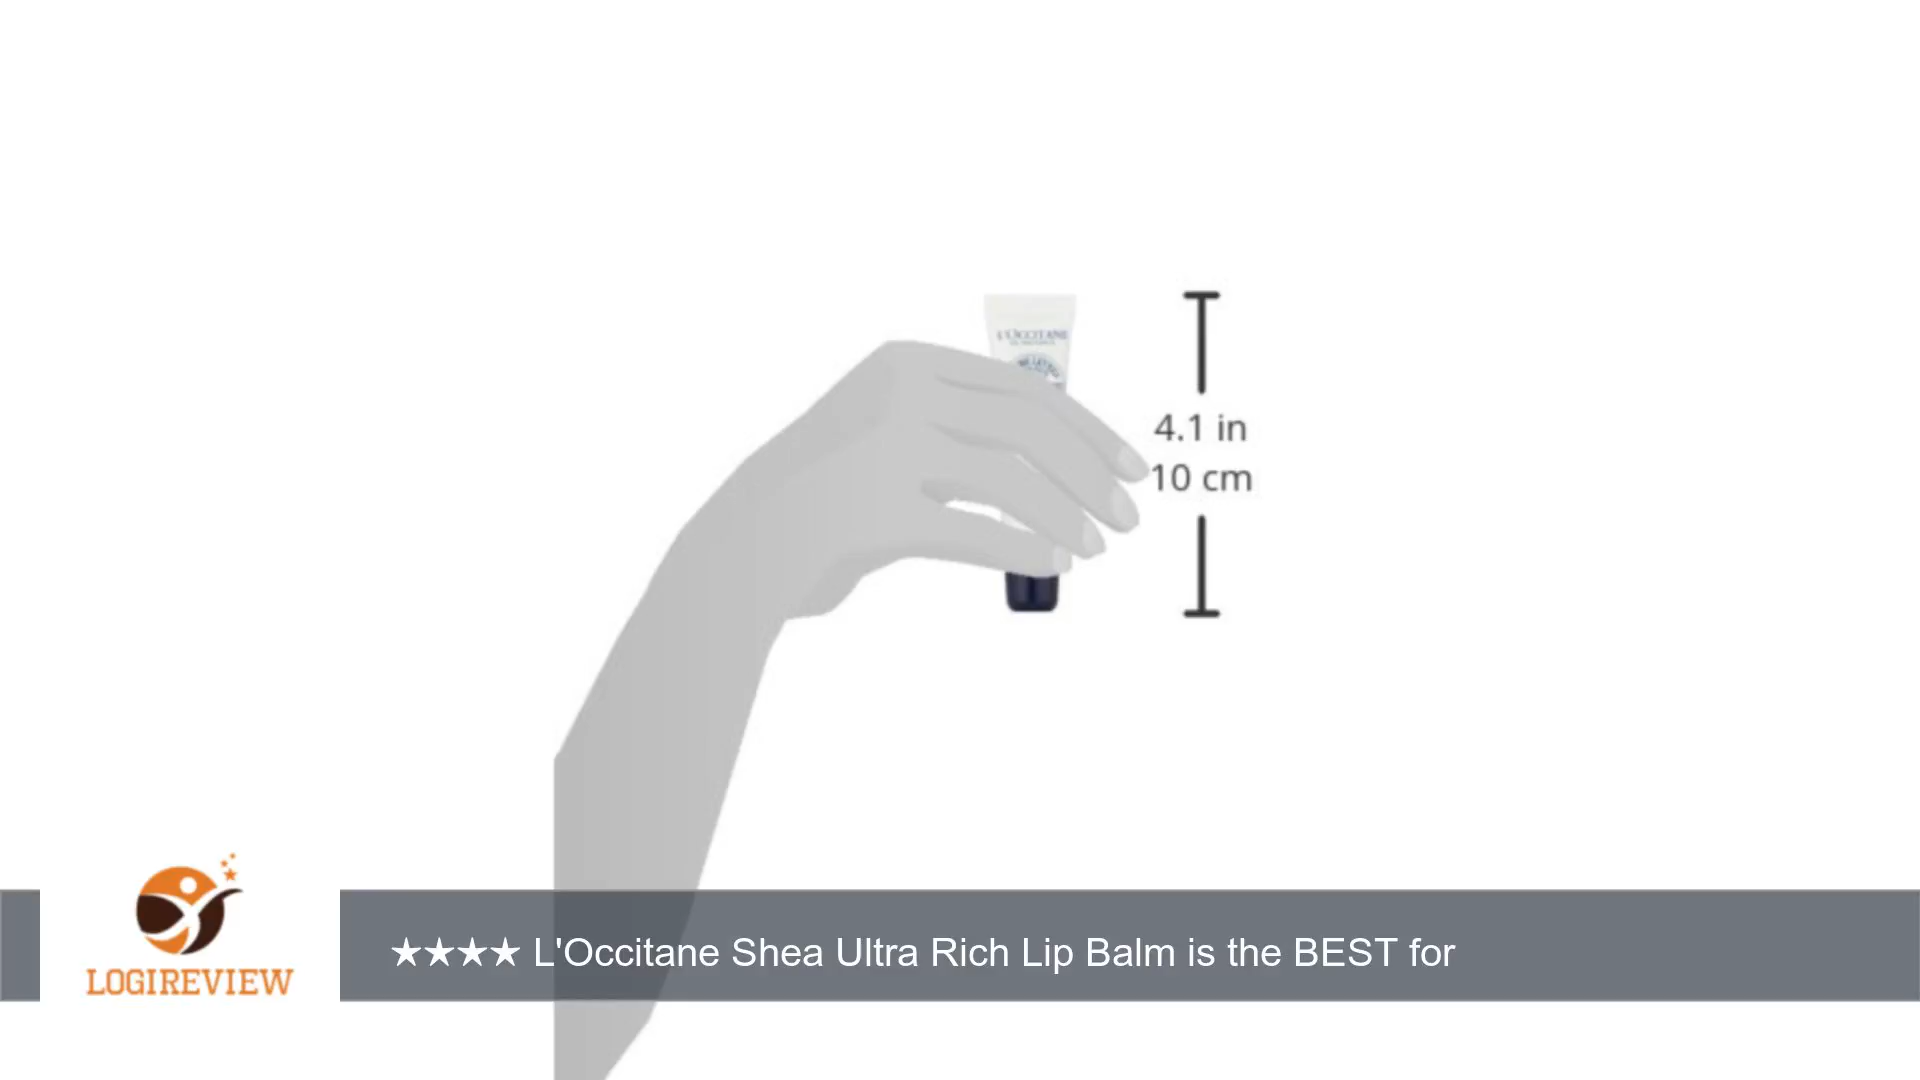 L'OCCITANE
4.1 in
10 cm
LOGIREVIEW
★★★★ L'Occitane Shea Ultra Rich Lip Balm is the BEST for